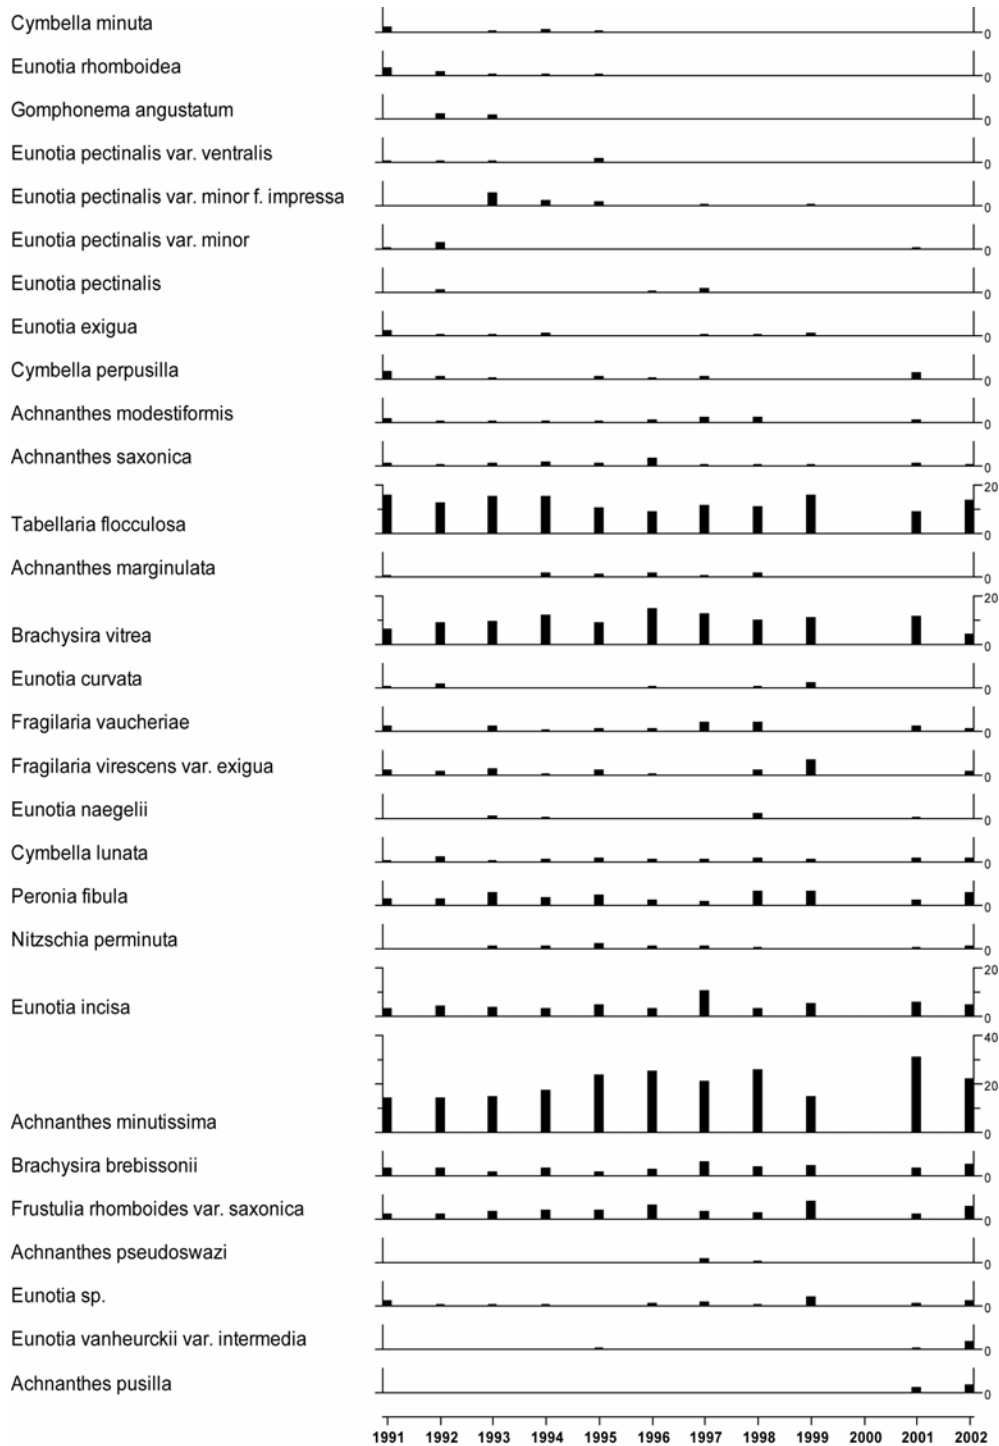 Cymbella minuta 0
Eunotia rhomboidea 0
Gomphonema angustatum 0
Eunotia pectinalis var. ventralis 0
Eunotia pectinalis var. minor f. impressa 0
Eunotia pectinalis var. minor 0
Eunotia pectinalis 0
Eunotia exigua 0
Cymbella perpusilla 0
Achnanthes modestiformis 0
Achnanthes saxonica 0
20
Tabellaria flocculosa 0
Achnanthes marginulata 0
20
Brachysira vitrea 0
Eunotia curvata 0
Fragilaria vaucheriae 0
Fragilaria virescens var. exigua 0
Eunotia naegelii 0
Cymbella lunata 0
Peronia fibula 0
Nitzschia perminuta 0
20
Eunotia incisa 0
40
20
Achnanthes minutissima 0
Brachysira brebissonii 0
Frustulia rhomboides var. saxonica 0
Achnanthes pseudoswazi 0
Eunotia sp. 0
Eunotia vanheurckii var. intermedia 0
Achnanthes pusilla 0
1991 1992 1993 1994 1995 1996 1997 1998 1999 2000 2001 2002